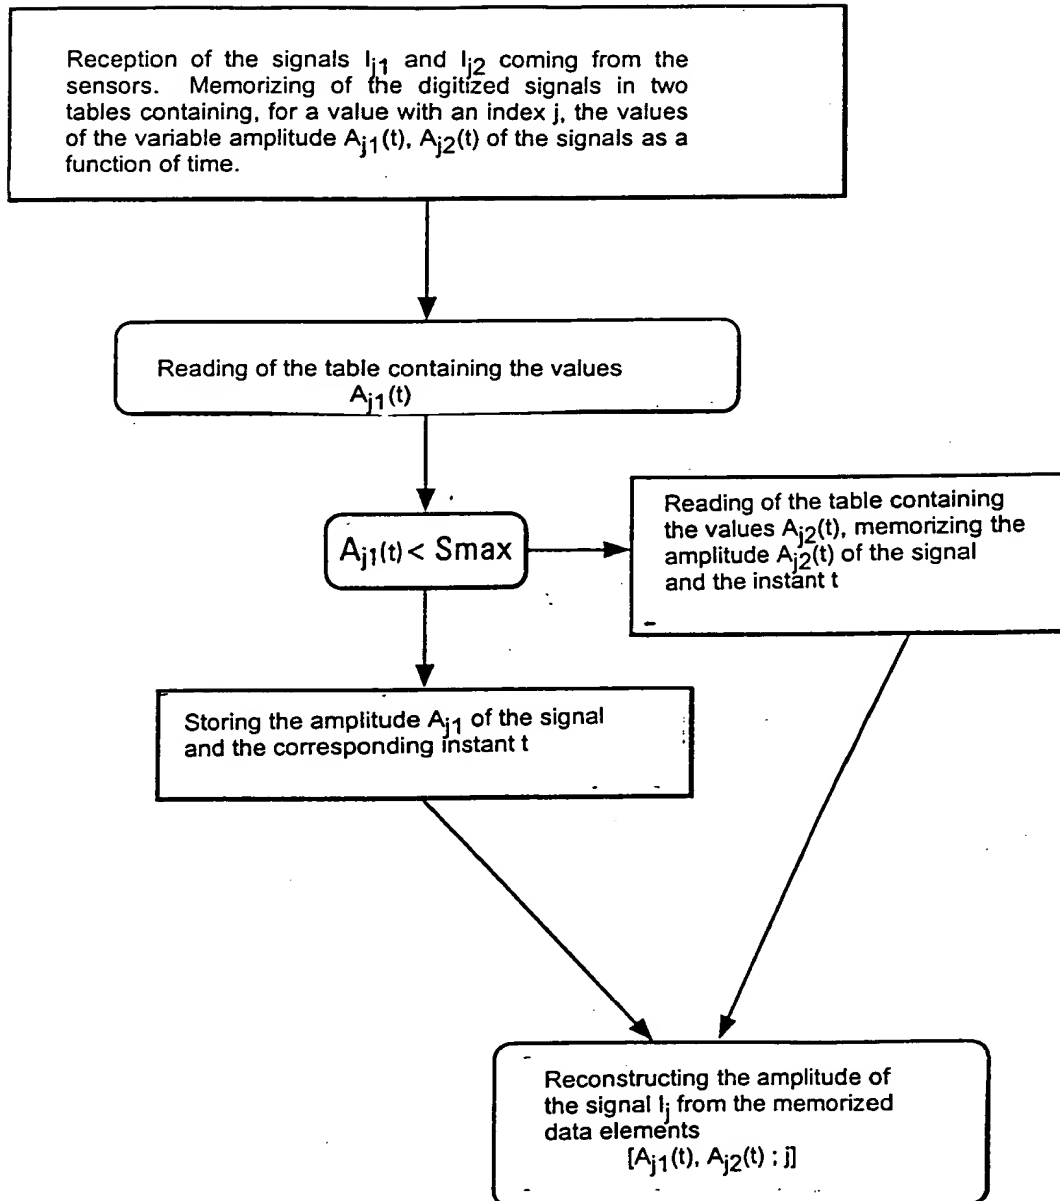 Reception of the signals Ij1 and Ij2 coming from the
sensors. Memorizing of the digitized signals in two
tables containing, for a value with an index j, the values
of the variable amplitude Aj1(t), Aj2(t) of the signals as a
function of time.
Reading of the table containing the values
Aj1(t)
Aj1(t) < Smax
Reading of the table containing
the values Aj2(t), memorizing the
amplitude Aj2(t) of the signal
and the instant t
Storing the amplitude Aj1 of the signal
and the corresponding instant t
Reconstructing the amplitude of
the signal Ij from the memorized
data elements
[Aj1(t), Aj2(t) ; j]